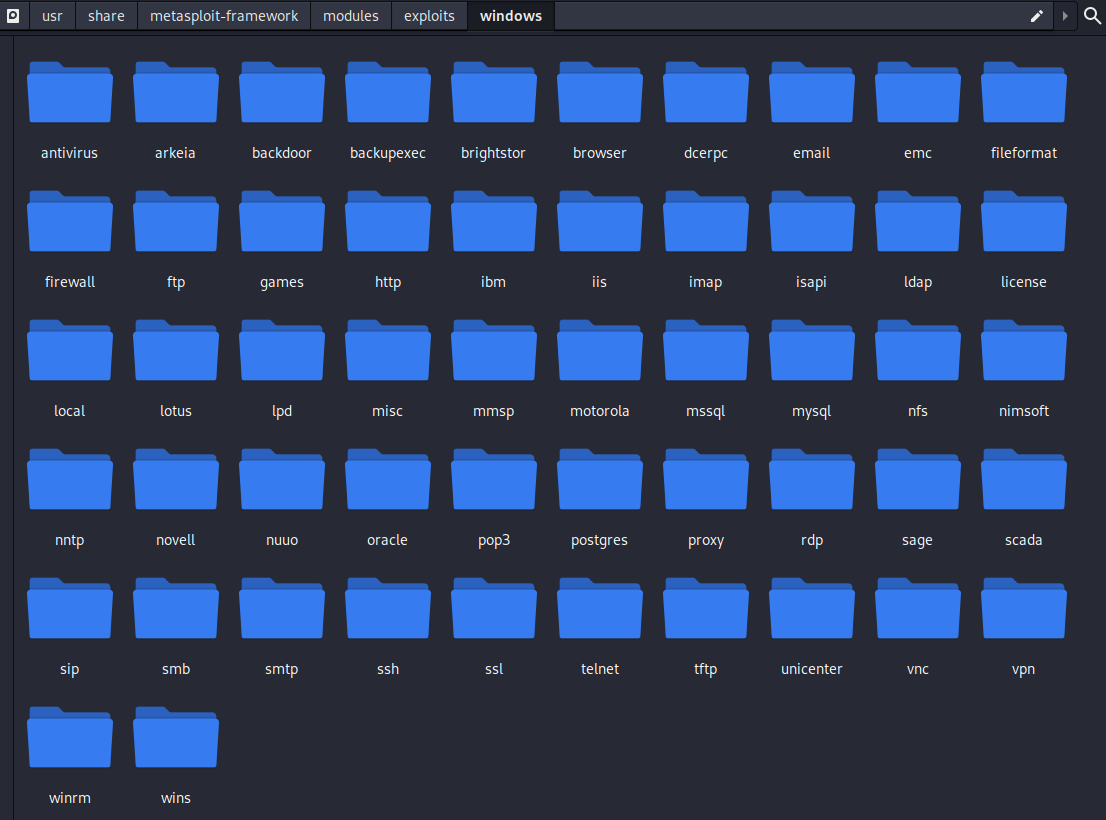 usr share metasploit-framework modules exploits windows
antivirus arkeia backdoor backupexec brightstor browser dcerpc email emc fileformat
firewall ftp games http ibm iis imap isapi ldap license
local lotus lpd misc mmsp motorola mssql mysql nfs nimsoft
nntp novell nuuo oracle pop3 postgres proxy rdp sage scada
sip smb smtp ssh ssl telnet tftp unicenter vnc vpn
winrm wins